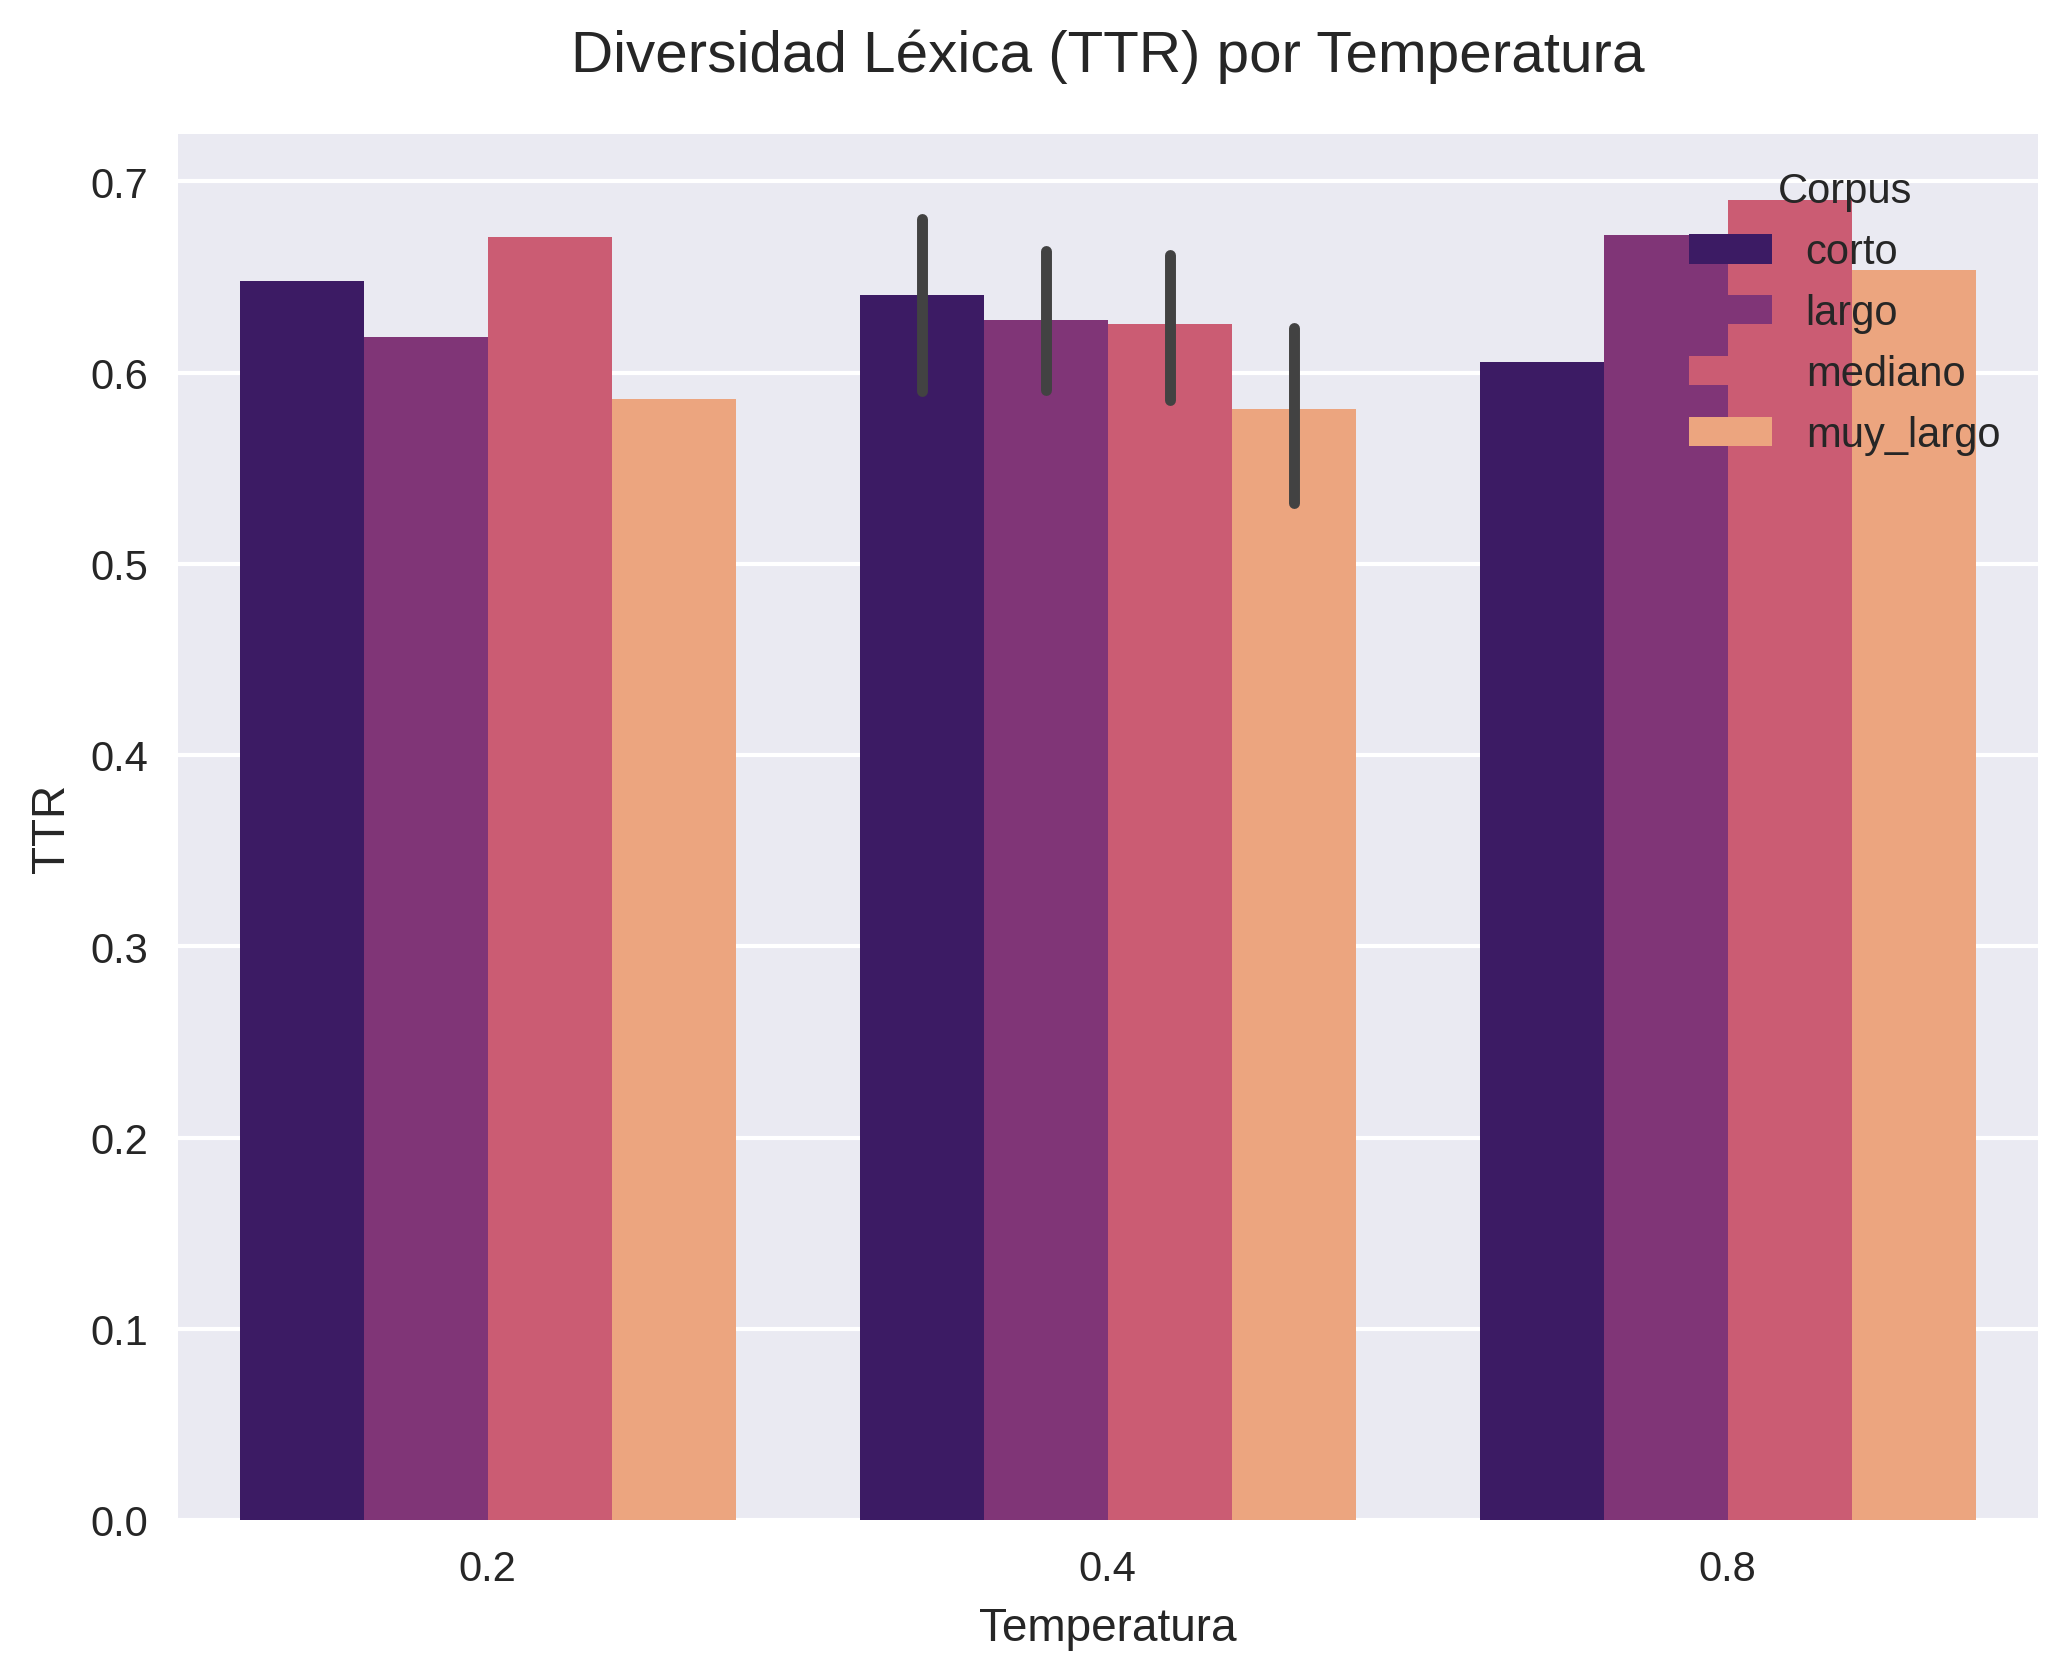 Diversidad Léxica (TTR) por Temperatura
0.7
0.6
0.5
0.4
0.3
0.2
0.1
0.0
TTR
Corpus
corto
largo
mediano
muy_largo
0.2
0.4
0.8
Temperatura